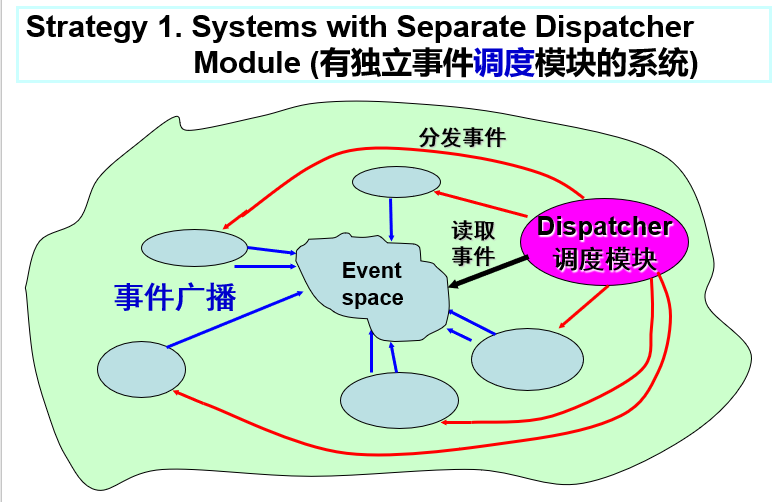 Strategy 1. Systems with Separate Dispatcher
Module (有独立事件调度模块的系统)
分发事件
读取
事件
Dispatcher
调度模块
Event
space
事件广播